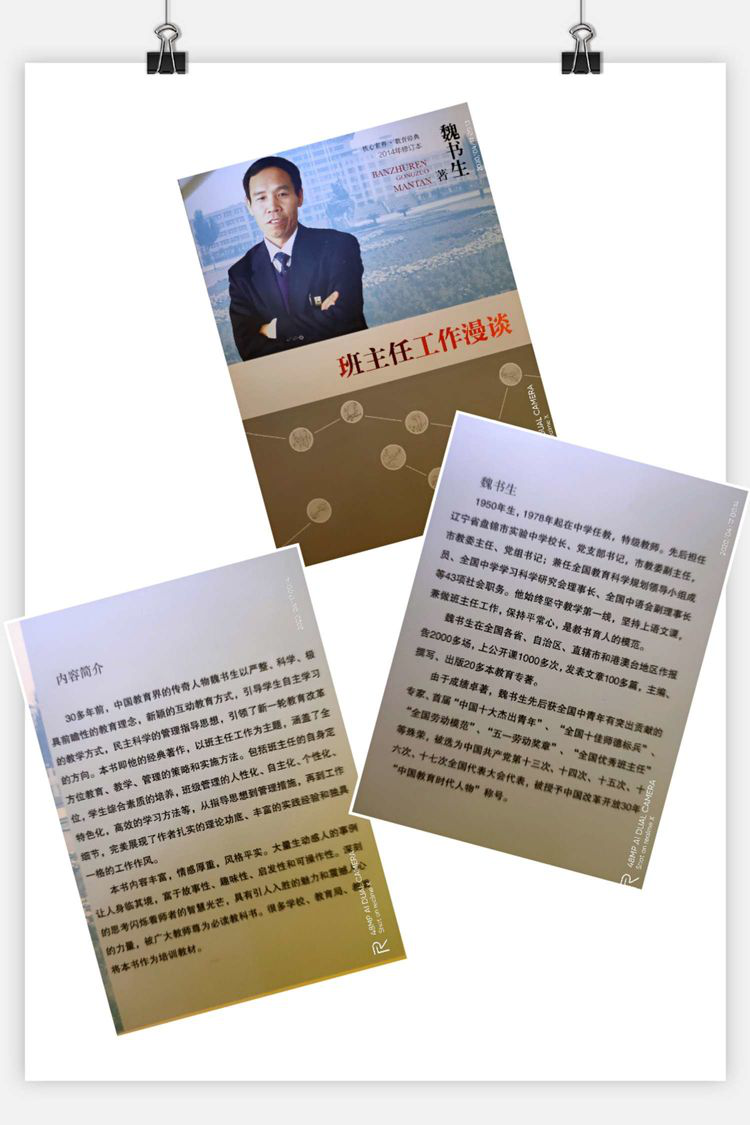 核心素养·教育经典
2014年修订本
BANZHUREN
GONGZUO
MANTAN
魏书生
著
班主任工作漫谈
DUAL CAMERA
魏书生
1950年生，1978年起在中学任教，特级教师。先后担任
辽宁省盘锦市实验中学校长、党支部书记，市教委副主任，
市教委主任、党组书记；兼任全国教育科学规划领导小组成
员、全国中学学习科学研究会理事长、全国中语会副理事长
等43项社会职务。他始终坚守教学第一线，坚持上语文课，
兼做班主任工作，保持平常心，是教书育人的模范。
魏书生在全国各省、自治区、直辖市和港澳台地区作报
告2000多场，上公开课1000多次，发表文章100多篇，主编、
撰写、出版20多本教育专著。
由于成绩卓著，魏书生先后获全国中青年有突出贡献的
专家、首届“中国十大杰出青年”、“全国十佳师德标兵”、
“全国劳动模范”、“五一劳动奖章”、“全国优秀班主任”
等殊荣，被选为中国共产党第十三次、十四次、十五次、十
六次、十七次全国代表大会代表，被授予中国改革开放30年
“中国教育时代人物”称号。
48MP AI DUAL CAMERA
Shot on realme X
内容简介
30多年前，中国教育界的传奇人物魏书生以严整、科学、极
具前瞻性的教育理念，新颖的互动教育方式，引导学生自主学习
的教学方式，民主科学的管理指导思想，引领了新一轮教育改革
的方向。本书即他的经典著作，以班主任工作为主题，涵盖了全
方位教育、教学、管理的策略和实施方法。包括班主任的自身定
位，学生综合素质的培养，班级管理的人性化、自主化、个性化、
特色化，高效的学习方法等，从指导思想到管理措施，再到工作
细节，完美展现了作者扎实的理论功底、丰富的实践经验和独具
一格的工作作风。
本书内容丰富，情感厚重，风格平实。大量生动感人的事例
让人身临其境，富于故事性、趣味性、启发性和可操作性。深刻
的思考闪烁着师者的智慧光芒，具有引人入胜的魅力和震撼人心
的力量，被广大教师尊为必读教科书。很多学校、教育局、
将本书作为培训教材。
48MP AI DUAL CAMERA
Shot on realme X